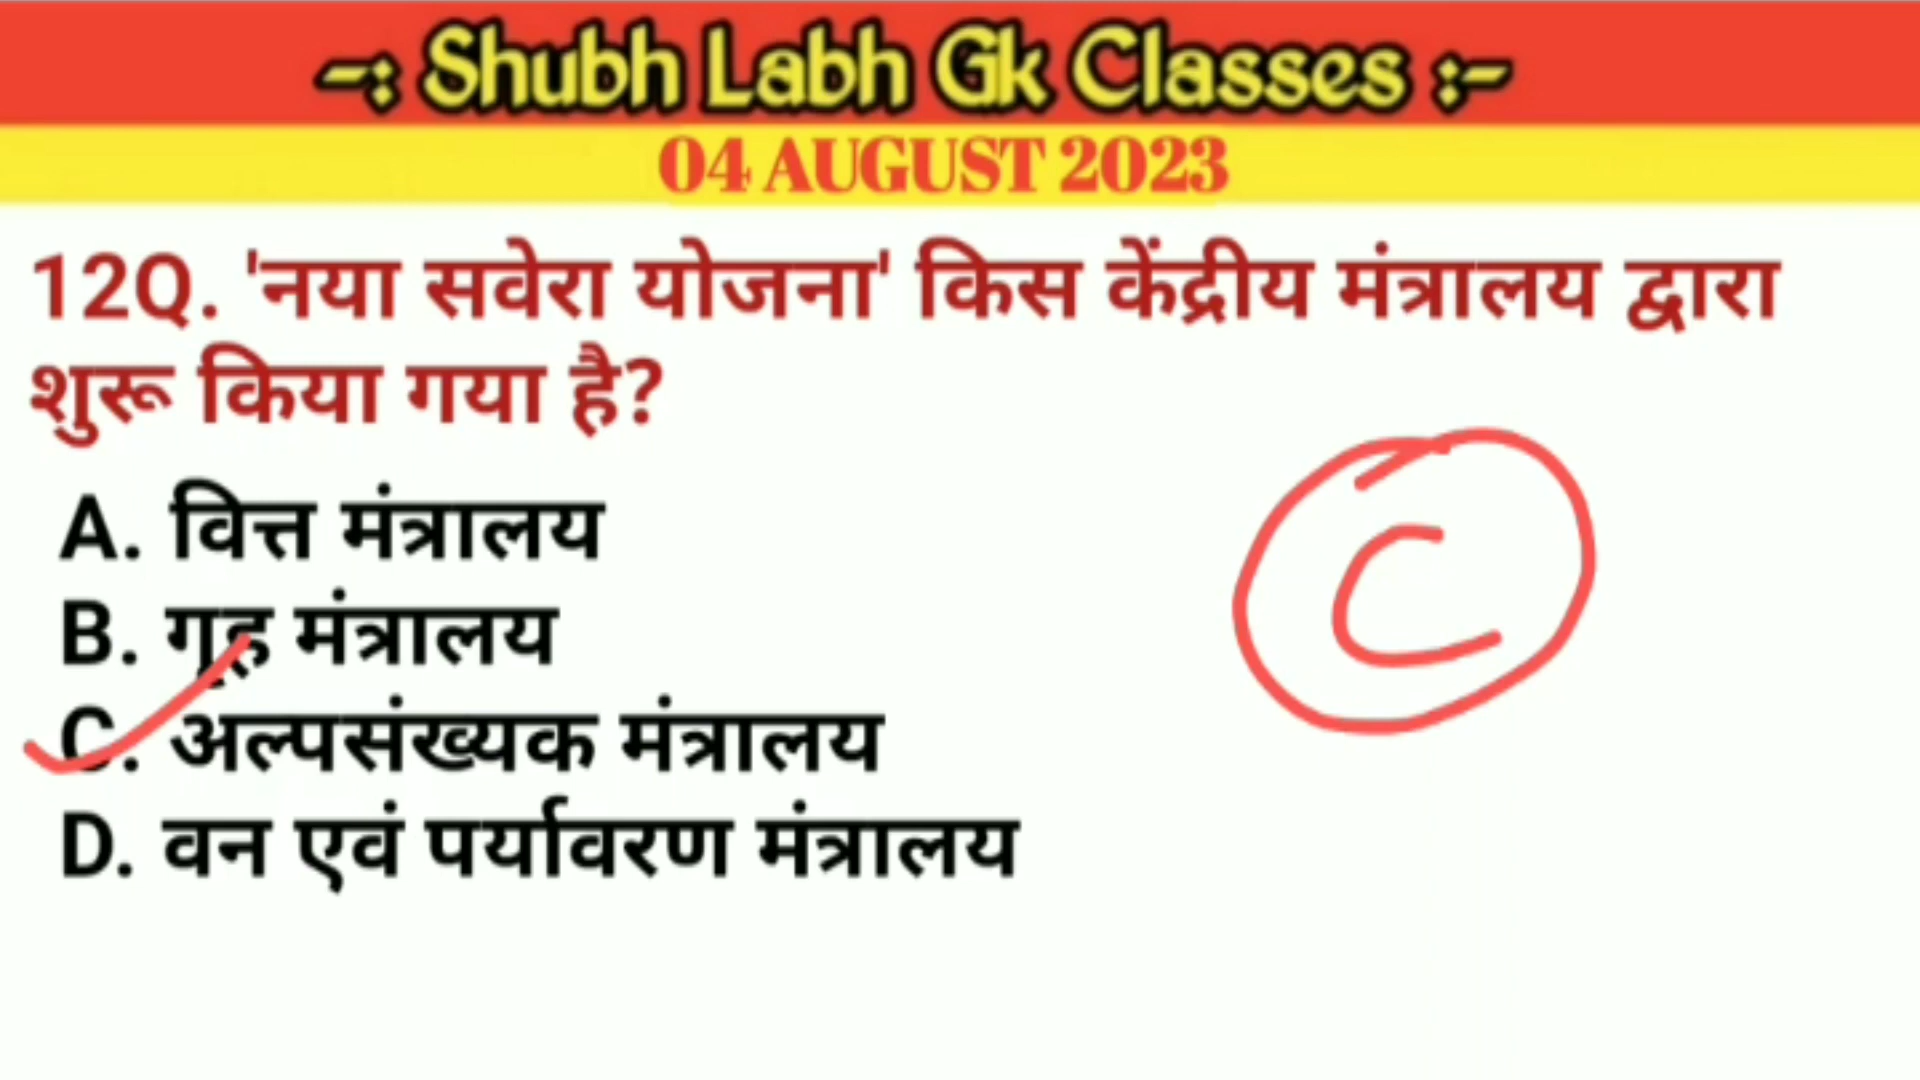 -: Shubh Labh Gk Classes :-
04 AUGUST 2023
12Q. 'नया सवेरा योजना' किस केंद्रीय मंत्रालय द्वारा
शुरू किया गया है?
A. वित्त मंत्रालय
B. गृह मंत्रालय
C. अल्पसंख्यक मंत्रालय
D. वन एवं पर्यावरण मंत्रालय
C